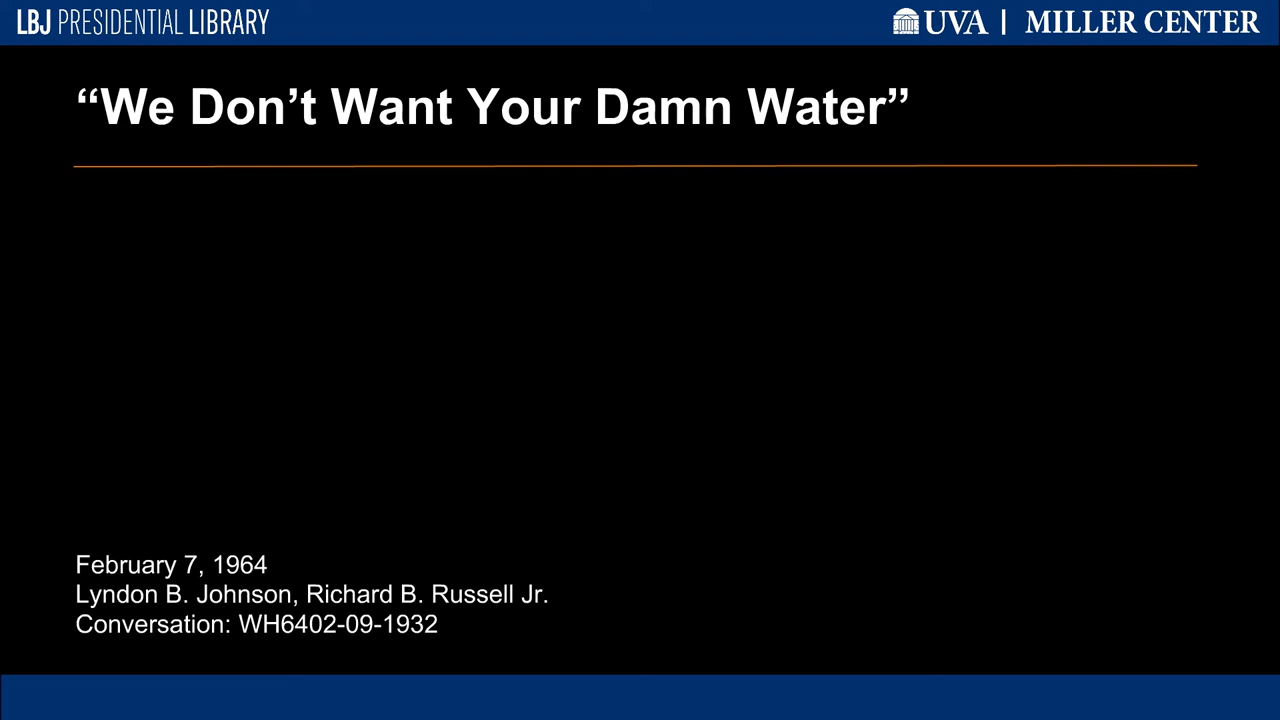 LBJ PRESIDENTIAL LIBRARY
UVA | MILLER CENTER
“We Don’t Want Your Damn Water”
February 7, 1964
Lyndon B. Johnson, Richard B. Russell Jr.
Conversation: WH6402-09-1932